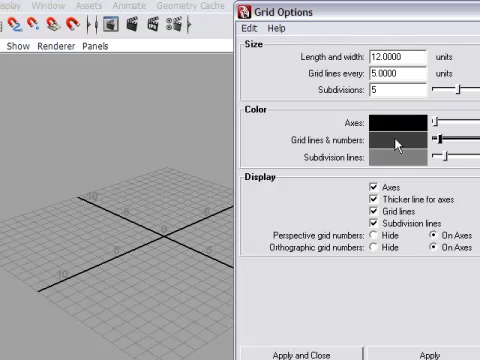 Display Window Assets Animate Geometry Cache
Show Renderer Panels
Grid Options
Edit Help
Size
Length and width: 12.0000 units
Grid lines every: 5.0000 units
Subdivisions: 5
Color
Axes:
Grid lines & numbers:
Subdivision lines:
Display
Axes
Thicker line for axes
Grid lines
Subdivision lines
Perspective grid numbers: Hide On Axes
Orthographic grid numbers: Hide On Axes
Apply and Close Apply
10
5
5
10